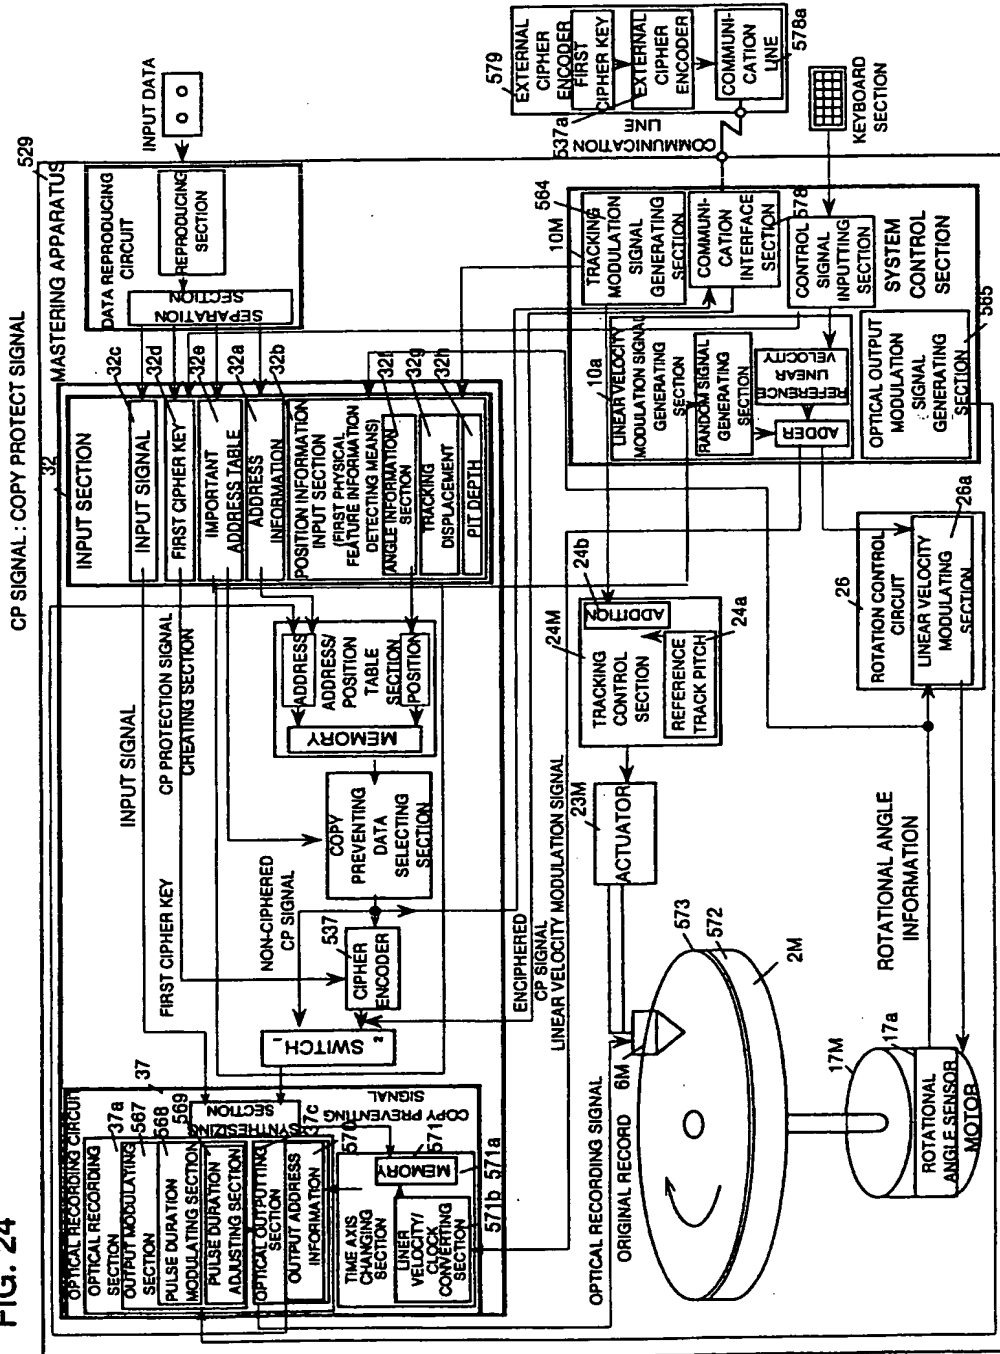 FIG. 24
CP SIGNAL : COPY PROTECT SIGNAL
MASTERING APPARATUS
529
INPUT DATA
DATA REPRODUCING
CIRCUIT
REPRODUCING
SECTION
SEPARATION
SECTION
579
EXTERNAL
CIPHER
ENCODER
FIRST
CIPHER KEY
EXTERNAL
CIPHER
ENCODER
COMMUNI-
CATION
LINE
537a
578a
COMMUNICATION
LINE
KEYBOARD
SECTION
32
INPUT SECTION
INPUT SIGNAL
32c
FIRST CIPHER KEY
32d
IMPORTANT
ADDRESS TABLE
32e
ADDRESS
INFORMATION
32a
POSITION INFORMATION
INPUT SECTION
(FIRST PHYSICAL
FEATURE INFORMATION
DETECTING MEANS)
32b
ANGLE INFORMATION
SECTION
32f
TRACKING
DISPLACEMENT
32g
PIT DEPTH
32h
10M
564
TRACKING
MODULATION
SIGNAL
GENERATING
SECTION
COMMUNI-
CATION
INTERFACE
SECTION
578
CONTROL
SIGNAL
INPUTTING
SECTION
SYSTEM
CONTROL
SECTION
10a
LINEAR VELOCITY
MODULATION SIGNAL
GENERATING
SECTION
RANDOM SIGNAL
GENERATING
SECTION
REFERENCE
LINEAR
VELOCITY
ADDER
OPTICAL OUTPUT
MODULATION
SIGNAL
GENERATING
SECTION
565
INPUT SIGNAL
CP PROTECTION SIGNAL
CREATING SECTION
FIRST CIPHER KEY
NON-CIPHERED
CP SIGNAL
ADDRESS
ADDRESS/
POSITION
TABLE
SECTION
POSITION
MEMORY
COPY
PREVENTING
DATA
SELECTING
SECTION
537
CIPHER
ENCODER
SWITCH
1
2
ENCIPHERED
CP SIGNAL
LINEAR VELOCITY MODULATION SIGNAL
24M
24b
ADDITION
TRACKING
CONTROL
SECTION
24a
REFERENCE
TRACK PITCH
23M
ACTUATOR
26
26a
ROTATION CONTROL
CIRCUIT
LINEAR VELOCITY
MODULATING
SECTION
37
OPTICAL RECORDING CIRCUIT
OPTICAL RECORDING
SECTION
37a
OUTPUT MODULATING
SECTION
567
PULSE DURATION
MODULATING SECTION
568
PULSE DURATION
ADJUSTING SECTION
569
SYNTHESIZING
SECTION
COPY PREVENTING
SIGNAL
OPTICAL OUTPUTTING
SECTION
37c
OUTPUT ADDRESS
INFORMATION
570
TIME AXIS
CHANGING
SECTION
571
MEMORY
571a
LINER
VELOCITY/
CLOCK
CONVERTING
SECTION
571b
OPTICAL RECORDING SIGNAL
ORIGINAL RECORD
6M
573
572
2M
ROTATIONAL ANGLE
INFORMATION
17M
17a
ROTATIONAL
ANGLE SENSOR
MOTOR